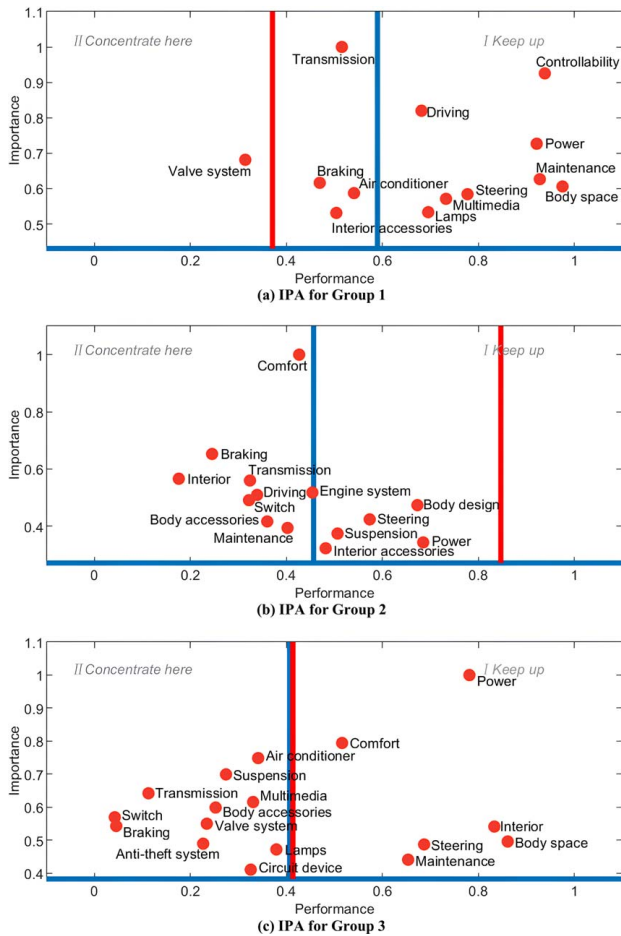 1.1
II Concentrate here
I Keep up
1
Transmission
Controllability
0.9
Driving
0.8
Importance
Power
0.7
Valve system
Braking
Air conditioner
Maintenance
0.6
Steering
Multimedia
Body space
Lamps
Interior accessories
0.5
0 0.2 0.4 0.6 0.8 1
Performance
(a) IPA for Group 1
II Concentrate here
I Keep up
1
Comfort
0.8
Importance
Braking
0.6
Interior
Transmission
Driving
Engine system
Switch
Body design
Body accessories
Steering
0.4
Maintenance
Suspension
Power
Interior accessories
0 0.2 0.4 0.6 0.8 1
Performance
(b) IPA for Group 2
1.1
II Concentrate here
I Keep up
1
Power
0.9
0.8
Comfort
Air conditioner
Importance
0.7
Suspension
Transmission
Multimedia
0.6
Switch
Body accessories
Braking
Valve system
Interior
0.5
Anti-theft system
Lamps
Steering
Body space
Circuit device
Maintenance
0.4
0 0.2 0.4 0.6 0.8 1
Performance
(c) IPA for Group 3